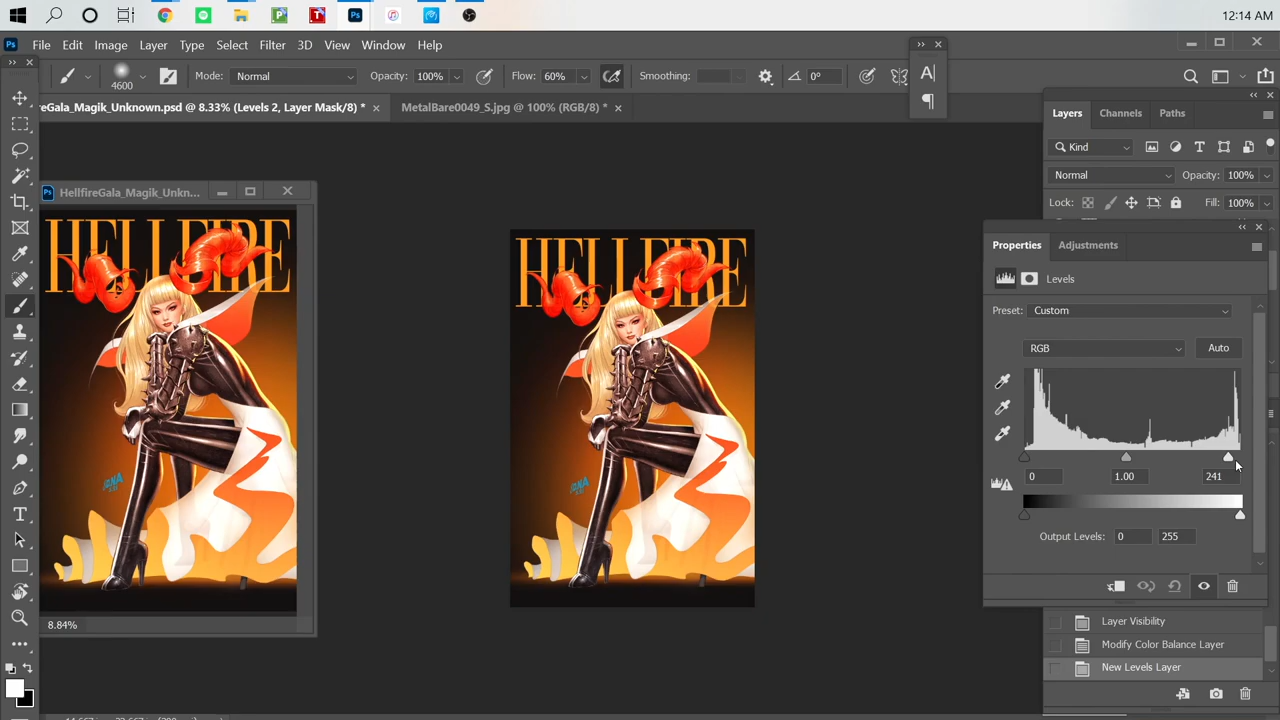 12:14 AM
Ps File Edit Image Layer Type Select Filter 3D View Window Help
4600 Mode: Normal Opacity: 100% Flow: 60% Smoothing: 0°
reGala_Magik_Unknown.psd @ 8.33% (Levels 2, Layer Mask/8) *
MetalBare0049_S.jpg @ 100% (RGB/8) *
Layers Channels Paths
Kind
Normal Opacity: 100%
Lock: Fill: 100%
Ps HellfireGala_Magik_Unkn...
HELLFIRE
HELLFIRE
8.84%
Properties Adjustments
Levels
Preset: Custom
RGB Auto
0 1.00 241
Output Levels: 0 255
Layer Visibility
Modify Color Balance Layer
New Levels Layer